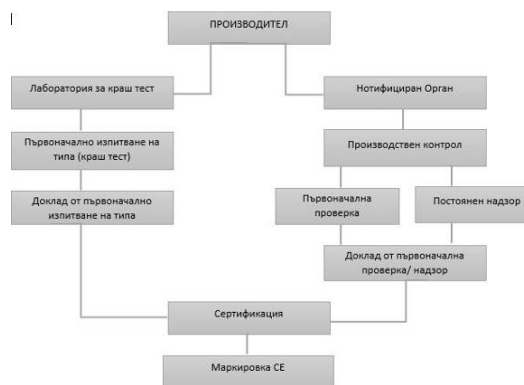 ПРОИЗВОДИТЕЛ
Лаборатория за краш тест
Нотифициран Орган
Първоначално изпитване на
типа (краш тест)
Производствен контрол
Доклад от първоначално
изпитване на типа
Първоначална
проверка
Постоянен надзор
Доклад от първоначална
проверка/ надзор
Сертификация
Маркировка CE